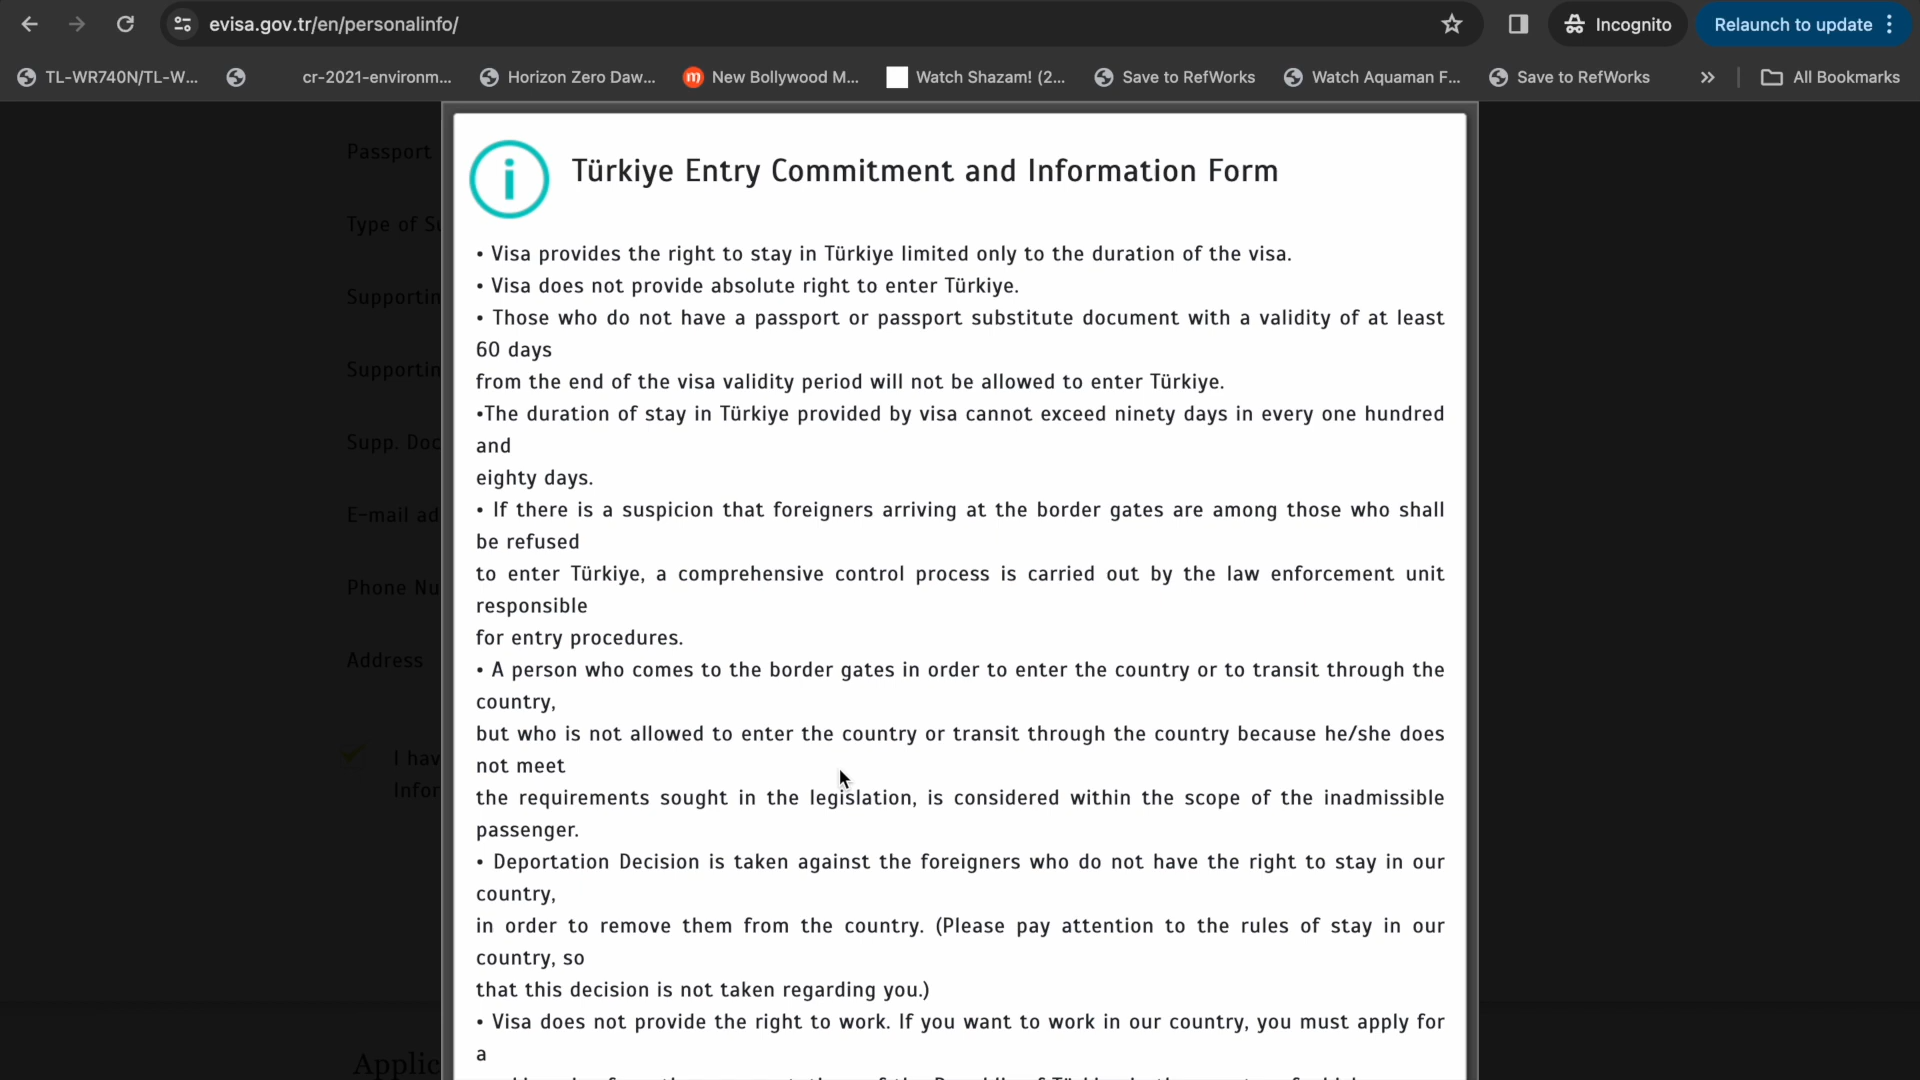 evisa.gov.tr/en/personalinfo/
Incognito
Relaunch to update
TL-WR740N/TL-W...
cr-2021-environm...
Horizon Zero Daw...
New Bollywood M...
Watch Shazam! (2...
Save to RefWorks
Watch Aquaman F...
Save to RefWorks
All Bookmarks
Türkiye Entry Commitment and Information Form
• Visa provides the right to stay in Türkiye limited only to the duration of the visa.
• Visa does not provide absolute right to enter Türkiye.
• Those who do not have a passport or passport substitute document with a validity of at least
60 days
from the end of the visa validity period will not be allowed to enter Türkiye.
•The duration of stay in Türkiye provided by visa cannot exceed ninety days in every one hundred
and
eighty days.
• If there is a suspicion that foreigners arriving at the border gates are among those who shall
be refused
to enter Türkiye, a comprehensive control process is carried out by the law enforcement unit
responsible
for entry procedures.
• A person who comes to the border gates in order to enter the country or to transit through the
country,
but who is not allowed to enter the country or transit through the country because he/she does
not meet
the requirements sought in the legislation, is considered within the scope of the inadmissible
passenger.
• Deportation Decision is taken against the foreigners who do not have the right to stay in our
country,
in order to remove them from the country. (Please pay attention to the rules of stay in our
country, so
that this decision is not taken regarding you.)
• Visa does not provide the right to work. If you want to work in our country, you must apply for
a
Passport
Type of Su
Supportin
Supportin
Supp. Doc
E-mail ad
Phone Nu
Address
I hav
Infor
Applic